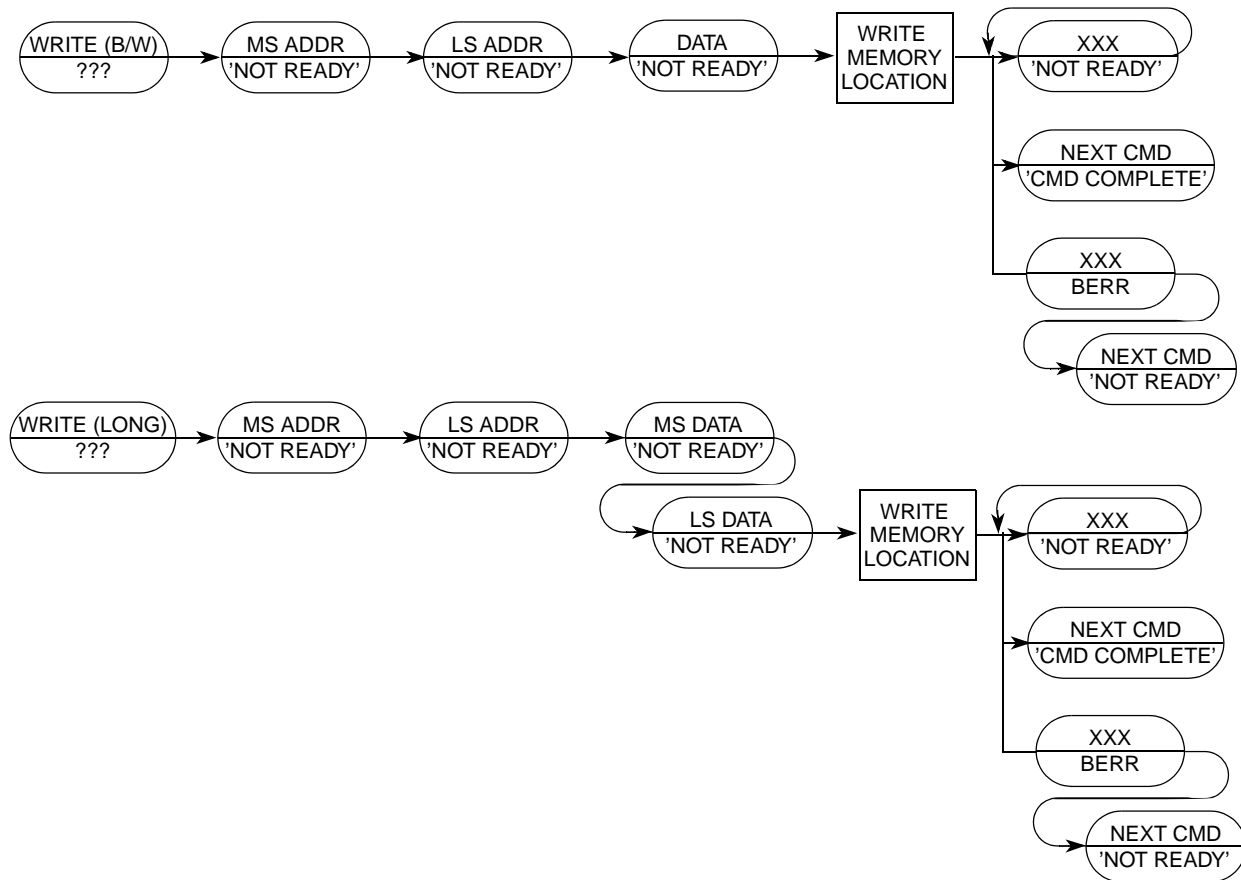 WRITE (B/W)
???
MS ADDR
'NOT READY'
LS ADDR
'NOT READY'
DATA
'NOT READY'
WRITE
MEMORY
LOCATION
XXX
'NOT READY'
NEXT CMD
'CMD COMPLETE'
XXX
BERR
NEXT CMD
'NOT READY'
WRITE (LONG)
???
MS ADDR
'NOT READY'
LS ADDR
'NOT READY'
MS DATA
'NOT READY'
LS DATA
'NOT READY'
WRITE
MEMORY
LOCATION
XXX
'NOT READY'
NEXT CMD
'CMD COMPLETE'
XXX
BERR
NEXT CMD
'NOT READY'